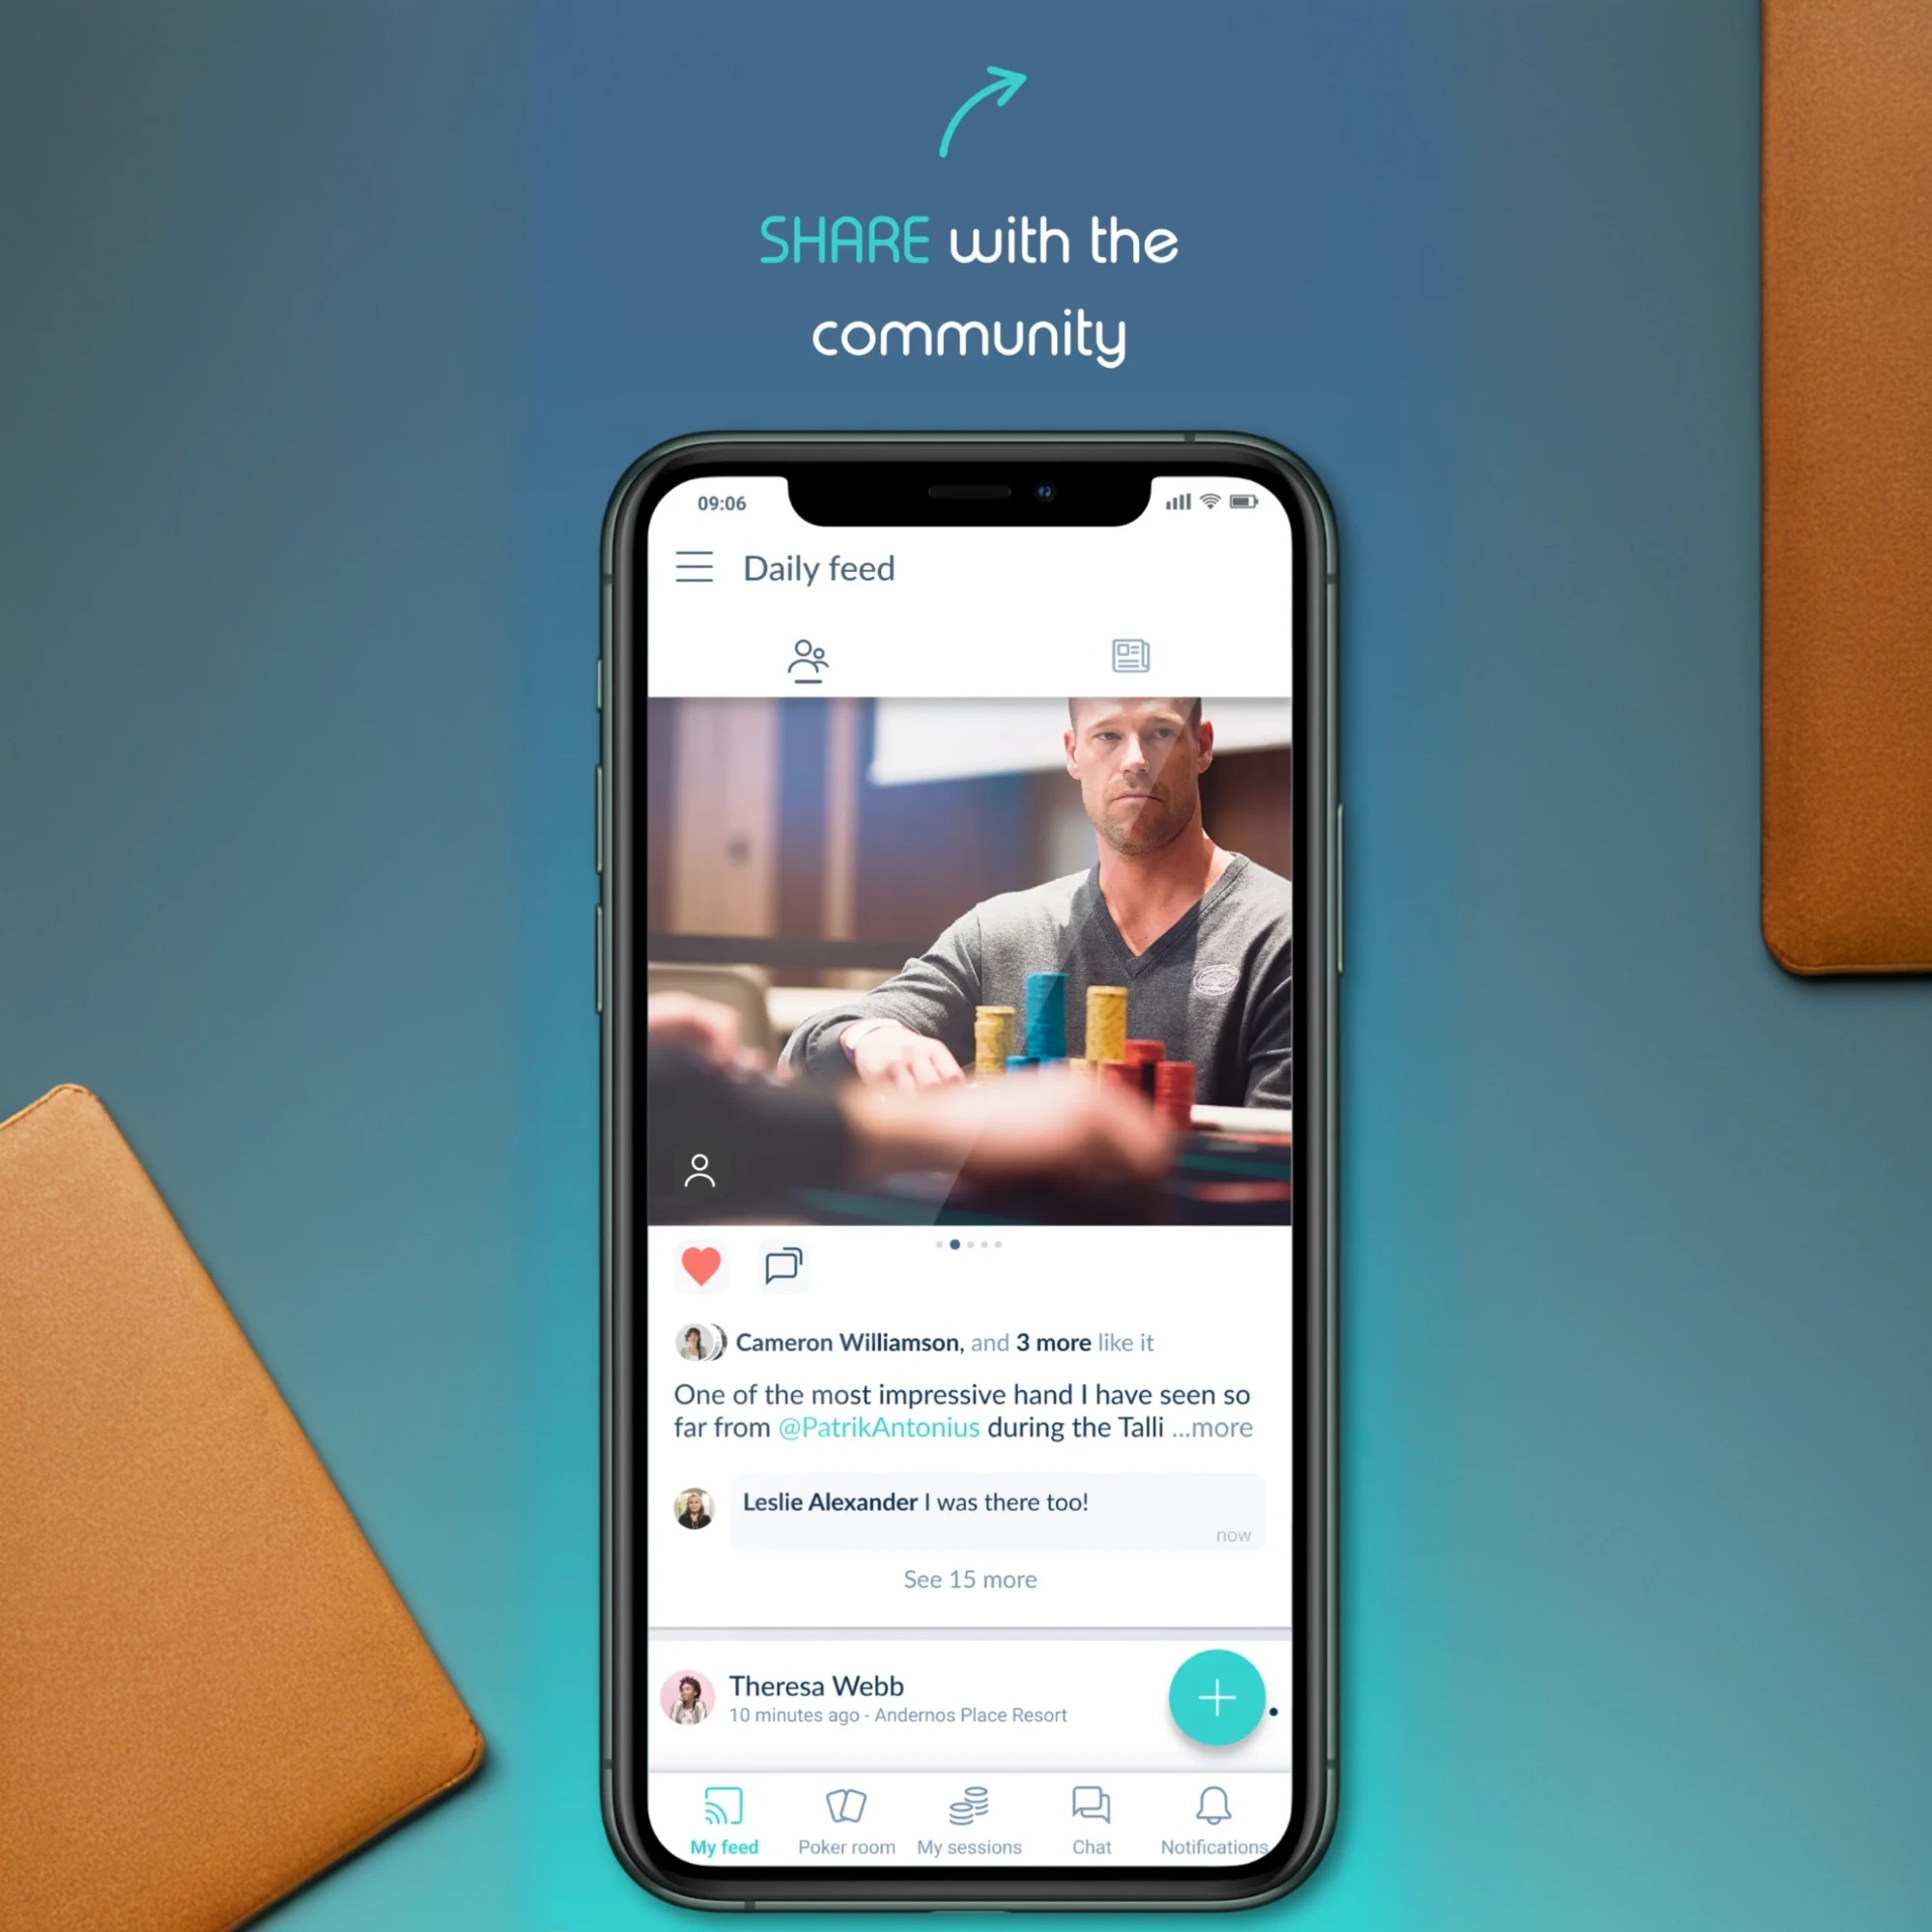 SHARE with the
community
09:06
Daily feed
Cameron Williamson, and 3 more like it
One of the most impressive hand I have seen so
far from @PatrikAntonius during the Talli ...more
Leslie Alexander I was there too!
now
See 15 more
Theresa Webb
10 minutes ago - Andernos Place Resort
My feed
Poker room
My sessions
Chat
Notifications